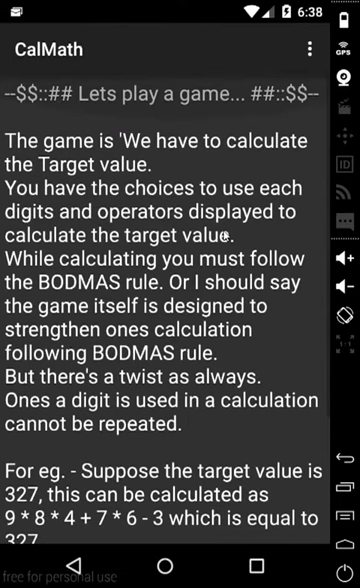 6:38
CalMath
--$$::## Lets play a game... ##::$$--
The game is 'We have to calculate
the Target value.
You have the choices to use each
digits and operators displayed to
calculate the target value.
While calculating you must follow
the BODMAS rule. Or I should say
the game itself is designed to
strengthen ones calculation
following BODMAS rule.
But there's a twist as always.
Ones a digit is used in a calculation
cannot be repeated.
For eg. - Suppose the target value is
327, this can be calculated as
9 * 8 * 4 + 7 * 6 - 3 which is equal to
327
free for personal use
GPS
ID
1:1